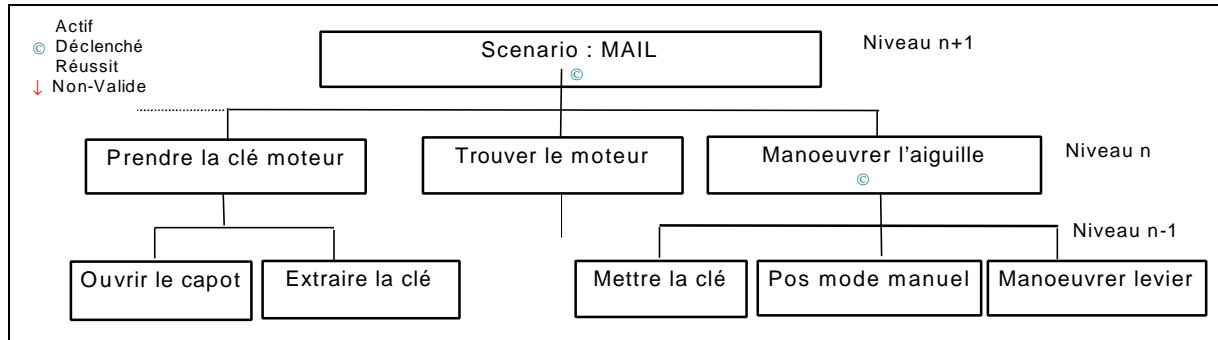 Actif
© Déclenché
Réussit
↓ Non-Valide
Scenario : MAIL
©
Niveau n+1
Prendre la clé moteur
Trouver le moteur
Manoeuvrer l'aiguille
©
Niveau n
Niveau n-1
Ouvrir le capot
Extraire la clé
Mettre la clé
Pos mode manuel
Manoeuvrer levier